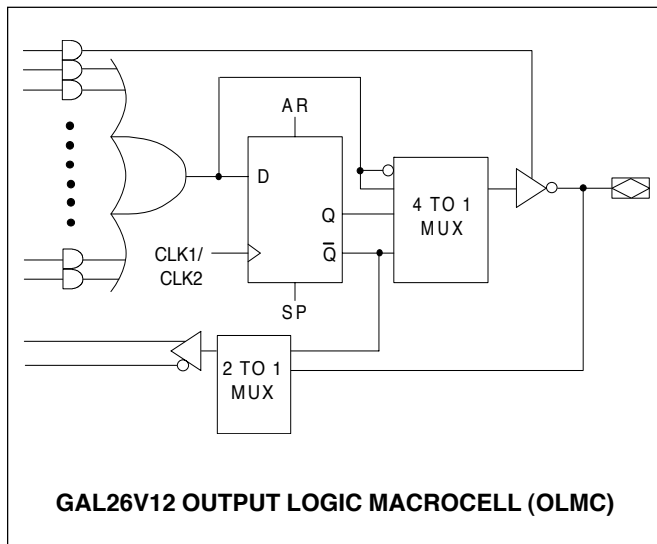 AR
D
4 TO 1
MUX
Q
Q̅
CLK1/
CLK2
SP
2 TO 1
MUX
GAL26V12 OUTPUT LOGIC MACROCELL (OLMC)